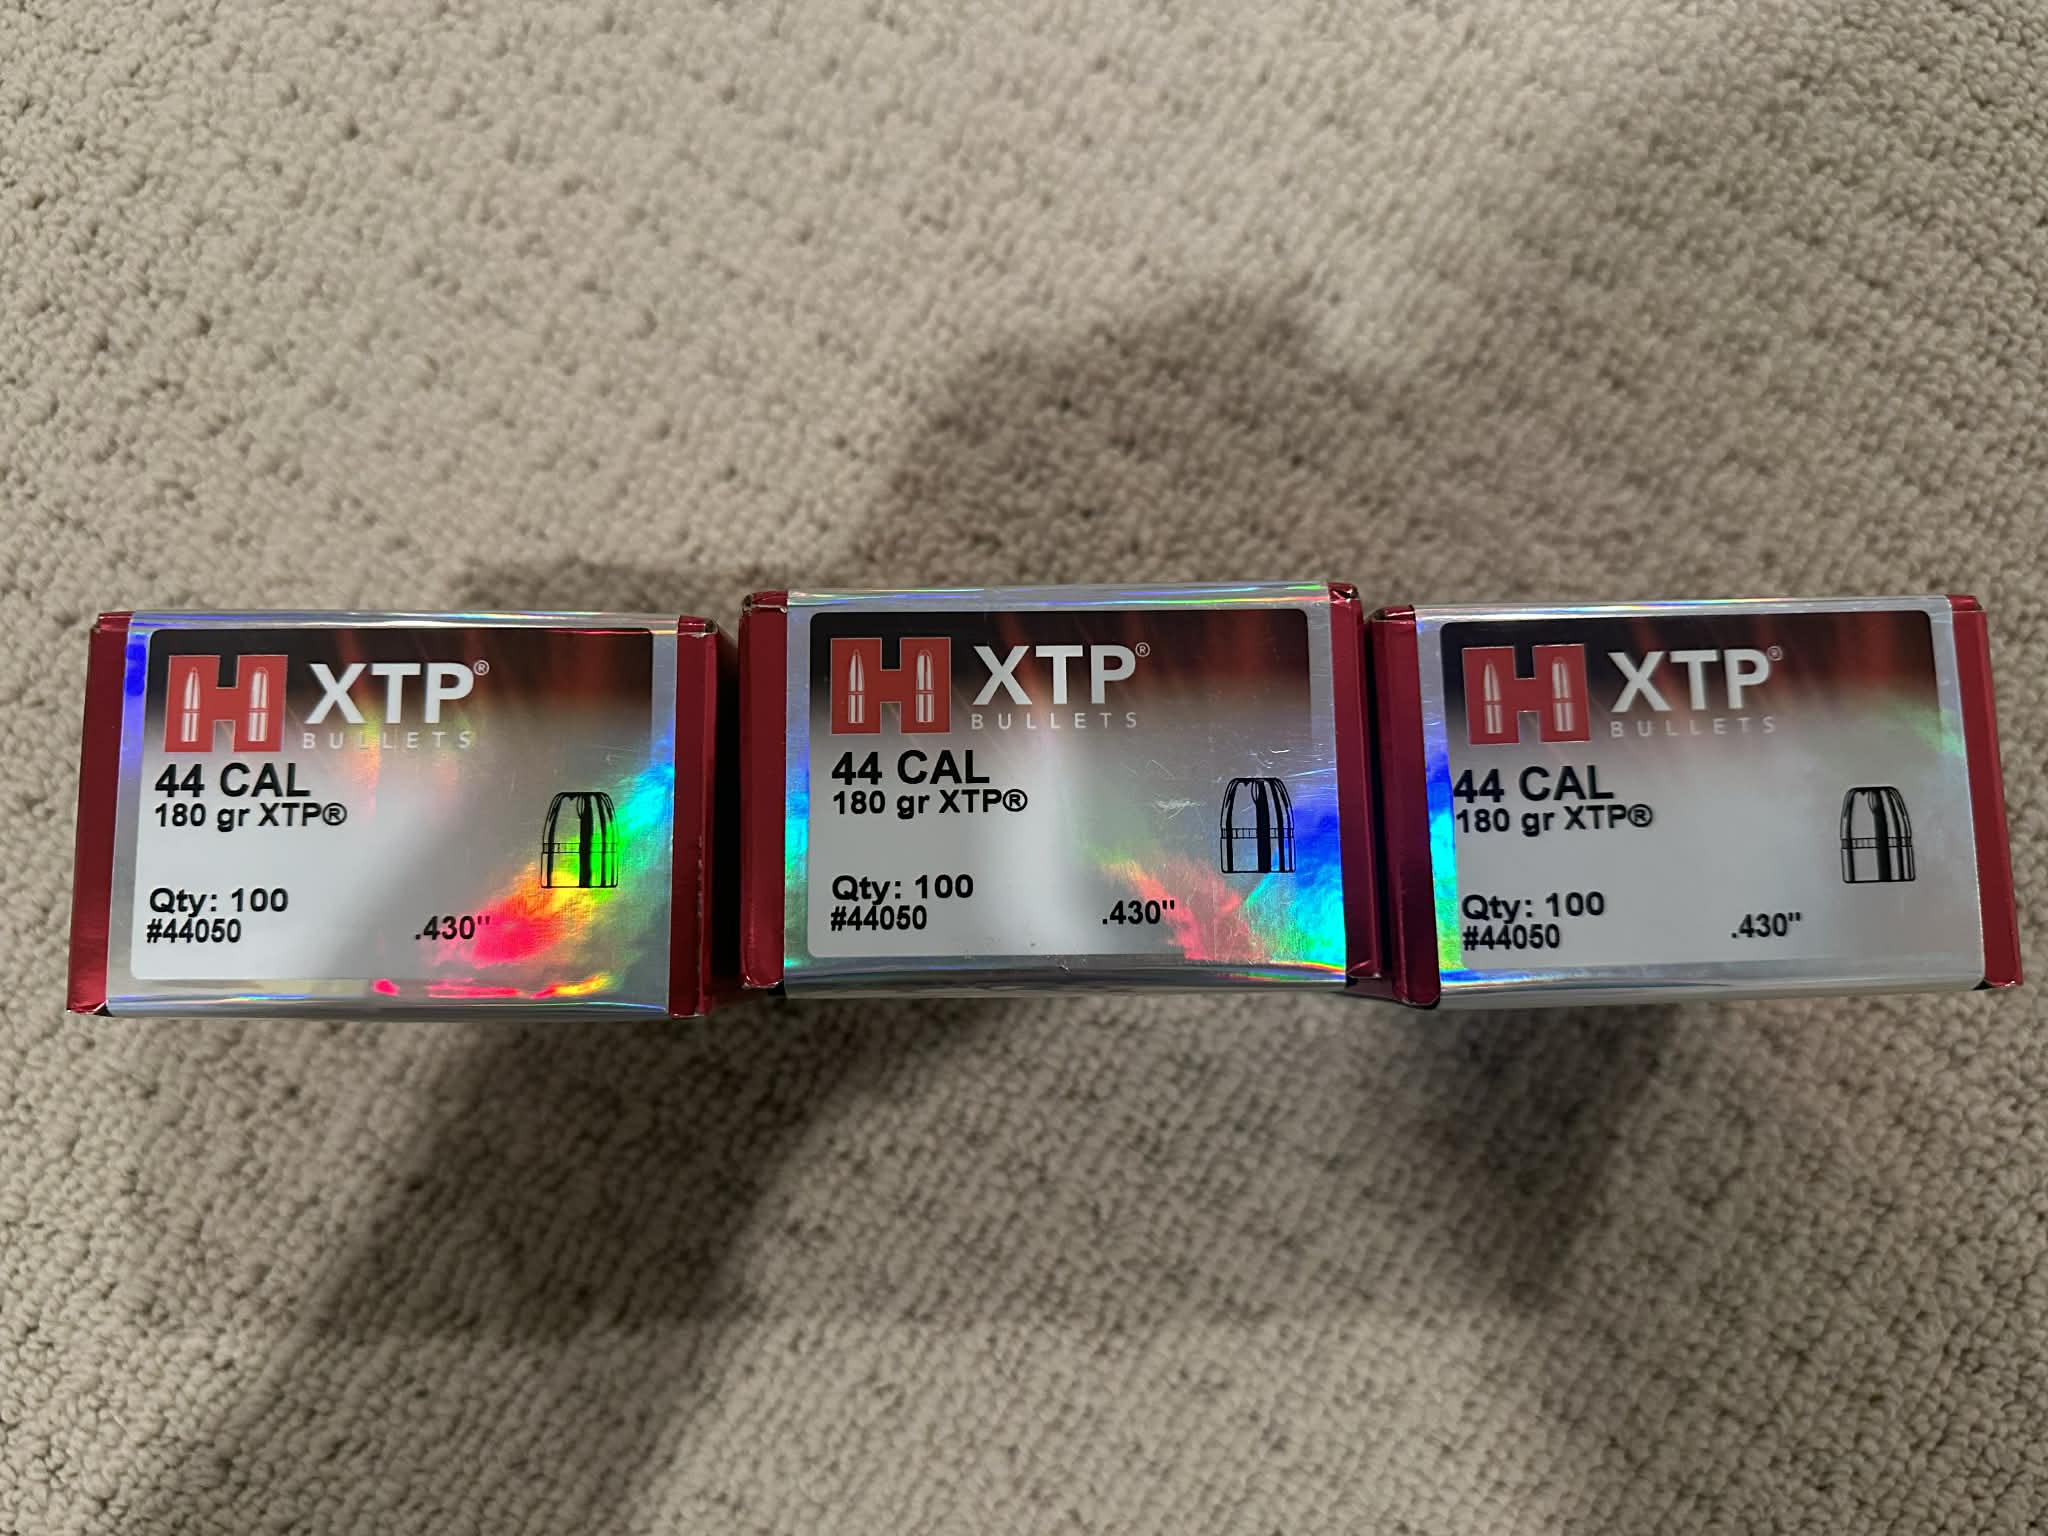 H XTP®
BULLETS
44 CAL
180 gr XTP®
Qty: 100
#44050 .430"
H XTP®
BULLETS
44 CAL
180 gr XTP®
Qty: 100
#44050 .430"
H XTP®
BULLETS
44 CAL
180 gr XTP®
Qty: 100
#44050 .430"